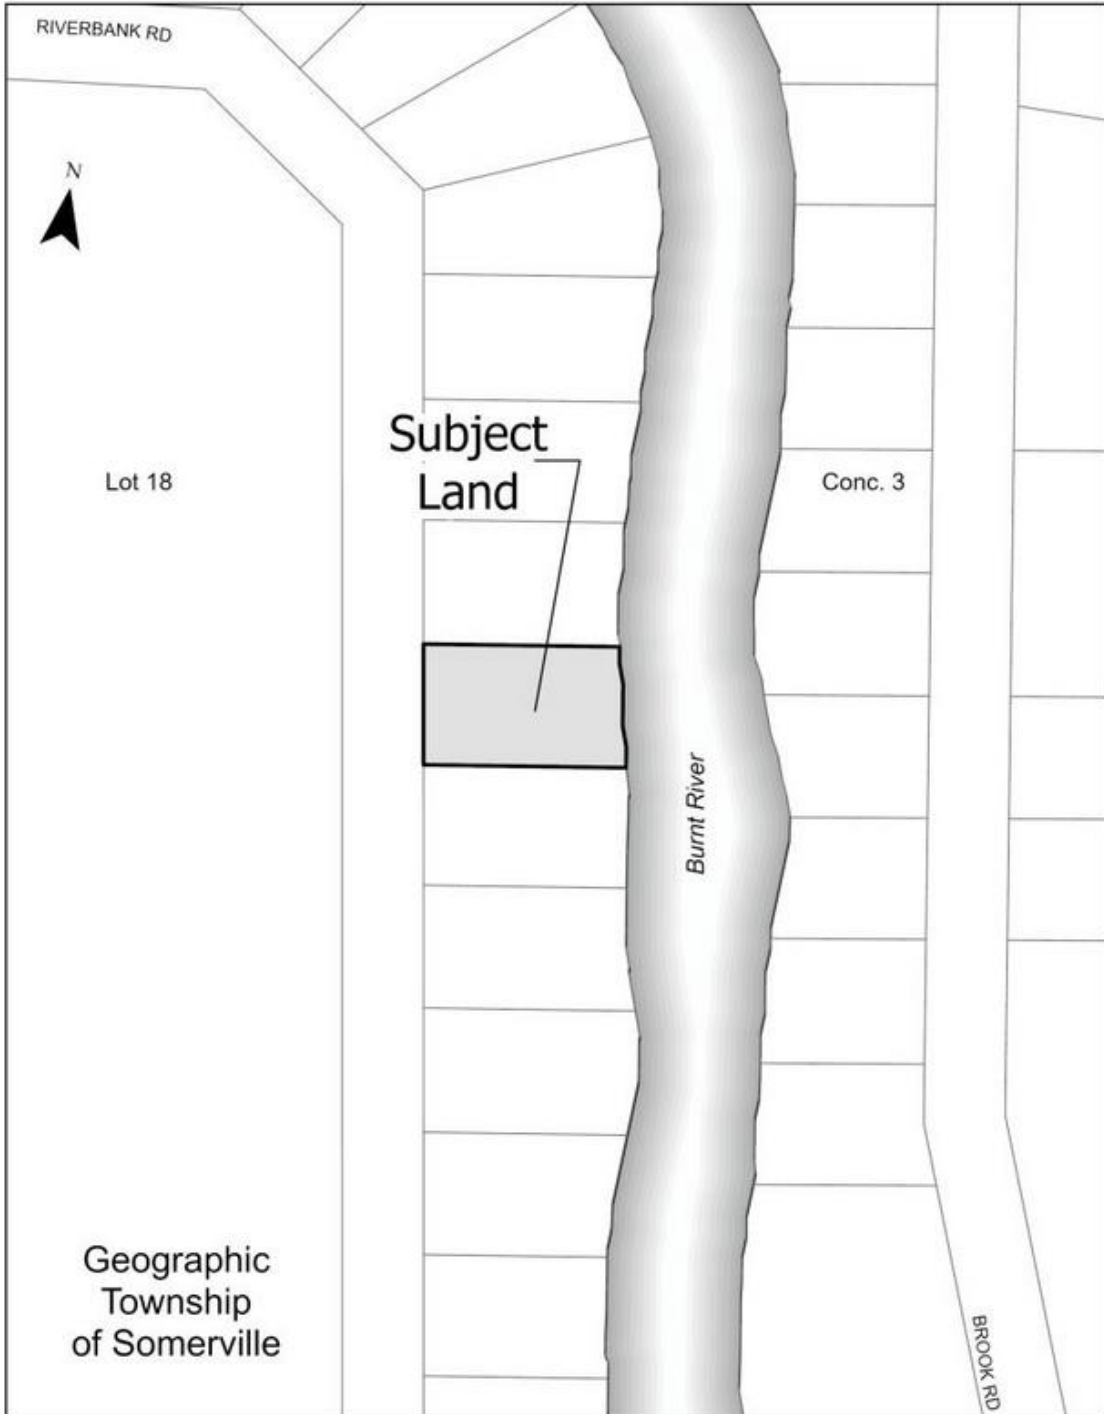 RIVERBANK RD
N
Subject
Land
Lot 18
Conc. 3
Burnt River
Geographic
Township
of Somerville
BROOK RD